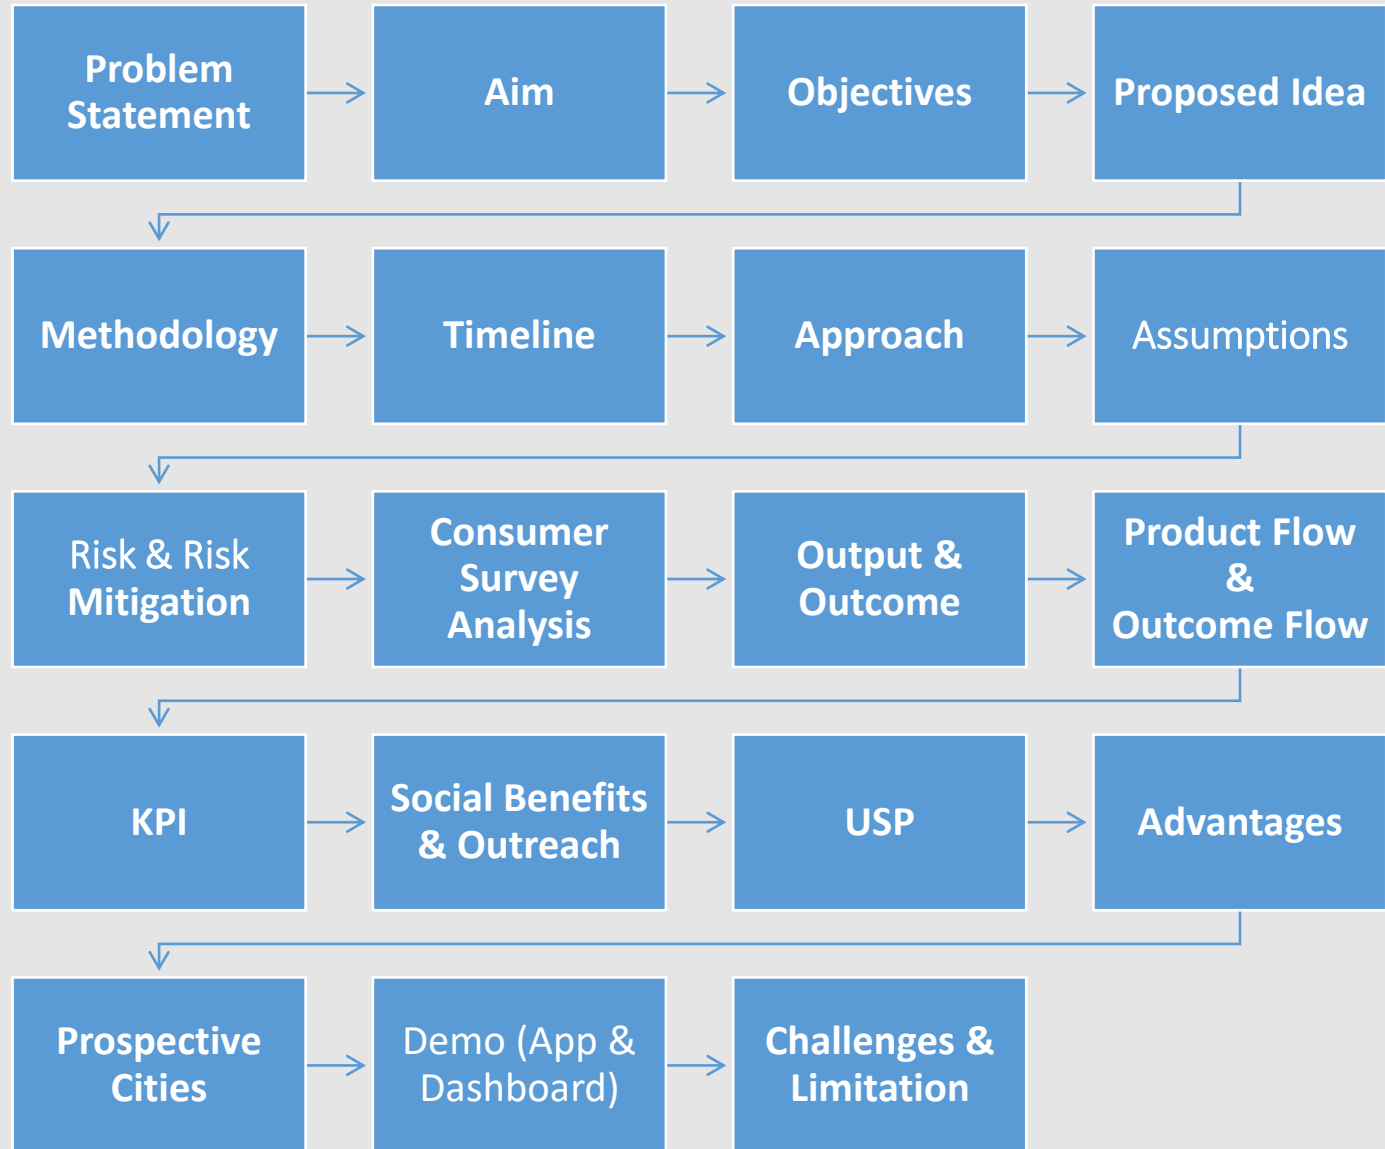 Problem
Statement
Aim
Objectives
Proposed Idea
Methodology
Timeline
Approach
Assumptions
Risk & Risk
Mitigation
Consumer
Survey
Analysis
Output &
Outcome
Product Flow
&
Outcome Flow
KPI
Social Benefits
& Outreach
USP
Advantages
Prospective
Cities
Demo (App &
Dashboard)
Challenges &
Limitation